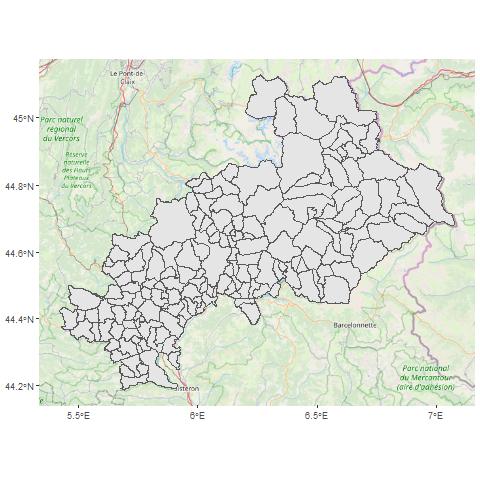 Le Pont-de-
Claix
45°N
Parc naturel
régional
du Vercors
Réserve
naturelle
des Hauts
Plateaux
du Vercors
44.8°N
44.6°N
44.4°N
Barcelonnette
Parc national
du Mercantour
(aire d'adhésion)
44.2°N
Sisteron
5.5°E
6°E
6.5°E
7°E